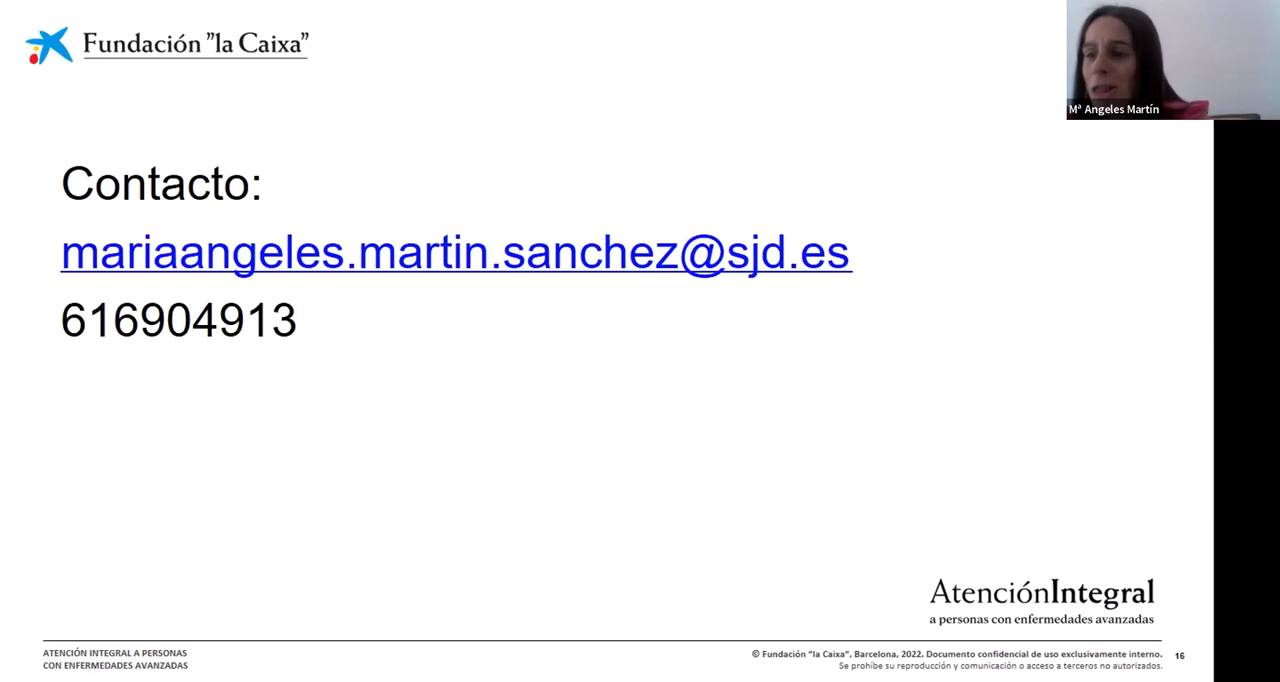 Fundación "la Caixa"
Mª Angeles Martín
Contacto:
mariaangeles.martin.sanchez@sjd.es
616904913
AtenciónIntegral
a personas con enfermedades avanzadas
ATENCIÓN INTEGRAL A PERSONAS
CON ENFERMEDADES AVANZADAS
© Fundación "la Caixa", Barcelona, 2022. Documento confidencial de uso exclusivamente interno.
Se prohíbe su reproducción y comunicación o acceso a terceros no autorizados.
16